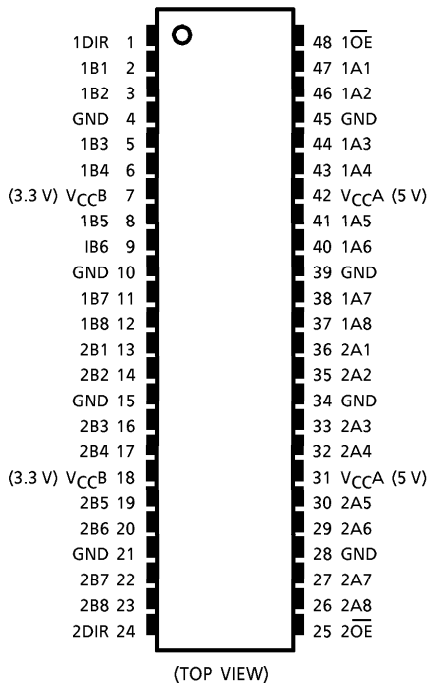 1DIR 1 48 1O̅E̅
1B1 2 47 1A1
1B2 3 46 1A2
GND 4 45 GND
1B3 5 44 1A3
1B4 6 43 1A4
(3.3 V) VCCB 7 42 VCCA (5 V)
1B5 8 41 1A5
IB6 9 40 1A6
GND 10 39 GND
1B7 11 38 1A7
1B8 12 37 1A8
2B1 13 36 2A1
2B2 14 35 2A2
GND 15 34 GND
2B3 16 33 2A3
2B4 17 32 2A4
(3.3 V) VCCB 18 31 VCCA (5 V)
2B5 19 30 2A5
2B6 20 29 2A6
GND 21 28 GND
2B7 22 27 2A7
2B8 23 26 2A8
2DIR 24 25 2O̅E̅
(TOP VIEW)